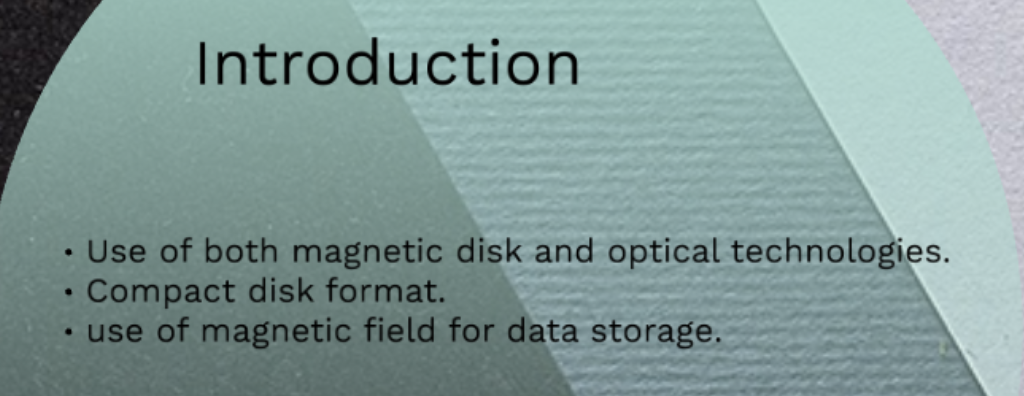 Introduction
• Use of both magnetic disk and optical technologies.
• Compact disk format.
• use of magnetic field for data storage.